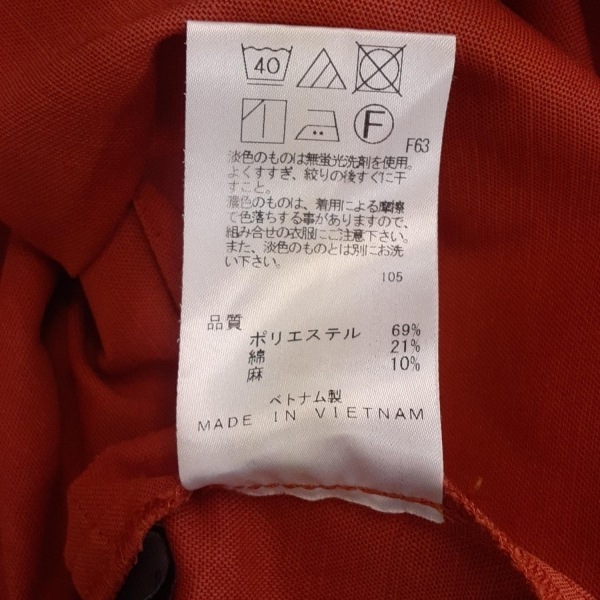 40
F
F63
淡色のものは無蛍光洗剤を使用。
よくすすぎ、絞りの後すぐに干
すこと。
濃色のものは、着用による摩擦
で色落ちする事がありますので、
組み合せの衣服にご注意下さい。
また、淡色のものとは別にお洗
い下さい。
105
品質
ポリエステル 69%
綿 21%
麻 10%
ベトナム製
MADE IN VIETNAM